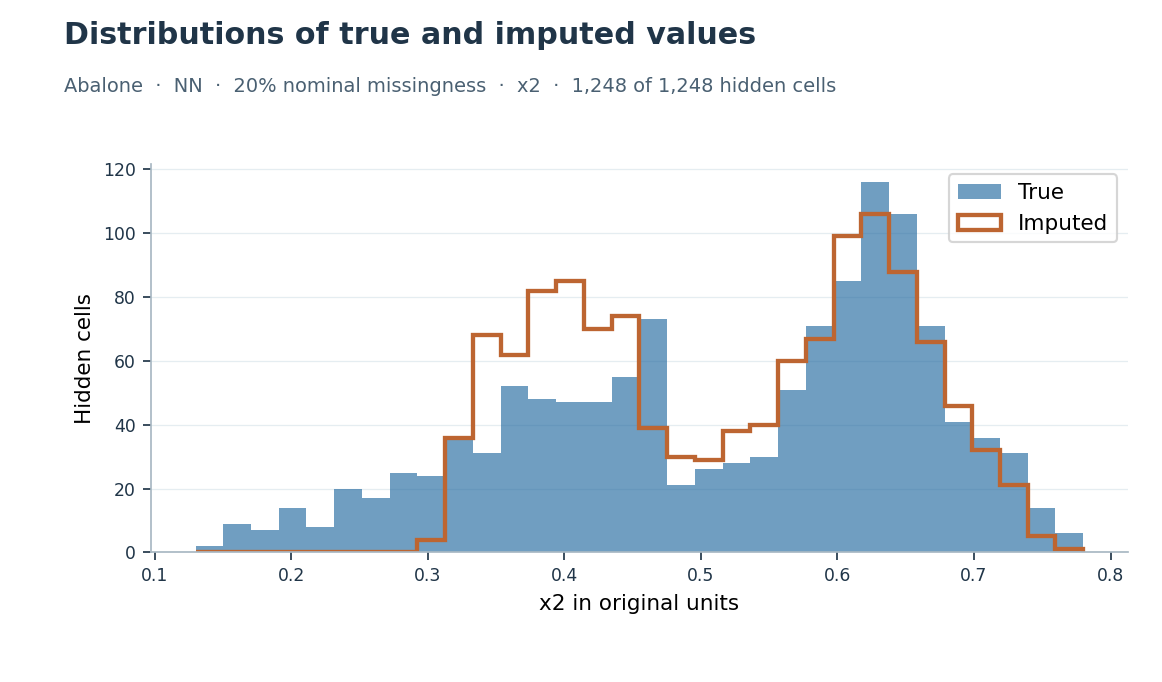 Distributions of true and imputed values
Abalone · NN · 20% nominal missingness · x2 · 1,248 of 1,248 hidden cells
120
100
80
60
40
20
0
Hidden cells
True
Imputed
0.1 0.2 0.3 0.4 0.5 0.6 0.7 0.8
x2 in original units